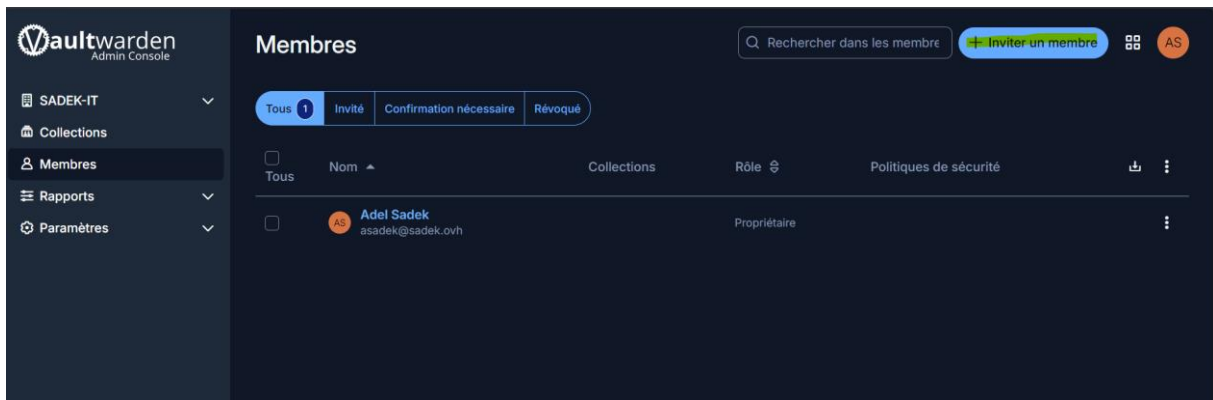 Vaultwarden
Admin Console
SADEK-IT
Collections
Membres
Rapports
Paramètres
Membres
Rechercher dans les membre
+ Inviter un membre
AS
Tous 1
Invité
Confirmation nécessaire
Révoqué
Tous
Nom
Collections
Rôle
Politiques de sécurité
AS
Adel Sadek
asadek@sadek.ovh
Propriétaire